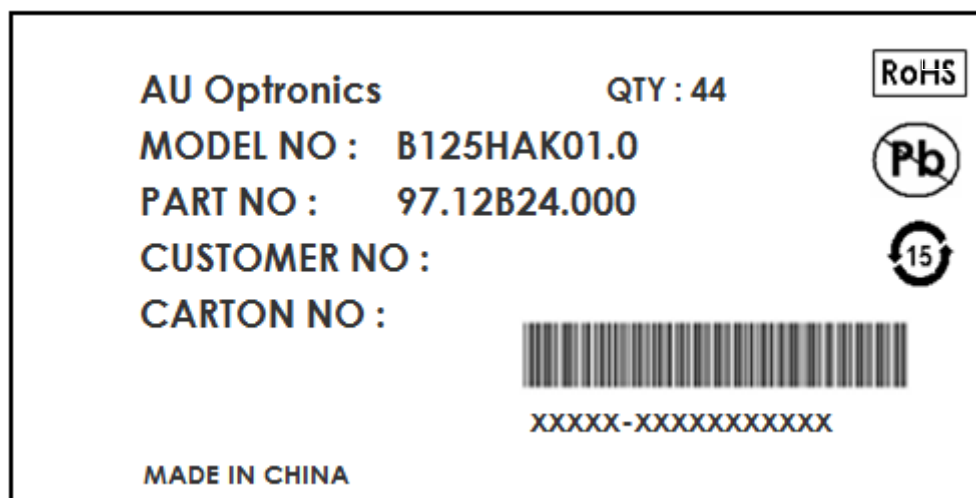 AU Optronics QTY : 44 RoHS
MODEL NO : B125HAK01.0
Pb
PART NO : 97.12B24.000
CUSTOMER NO :
15
CARTON NO :
XXXXX-XXXXXXXXXXX
MADE IN CHINA